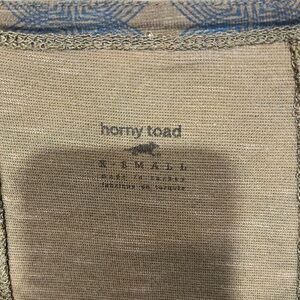 horny toad
X-SMALL
made in turkey
fabriqué en turquie